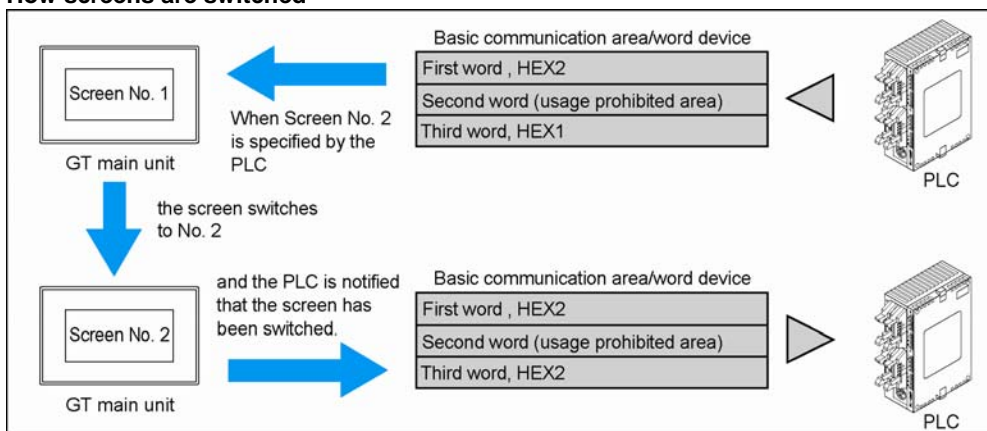 How screens are switched
Basic communication area/word device
First word , HEX2
Second word (usage prohibited area)
Third word, HEX1
Screen No. 1
GT main unit
When Screen No. 2
is specified by the
PLC
PLC
the screen switches
to No. 2
and the PLC is notified
that the screen has
been switched.
Basic communication area/word device
First word , HEX2
Second word (usage prohibited area)
Third word, HEX2
Screen No. 2
GT main unit
PLC